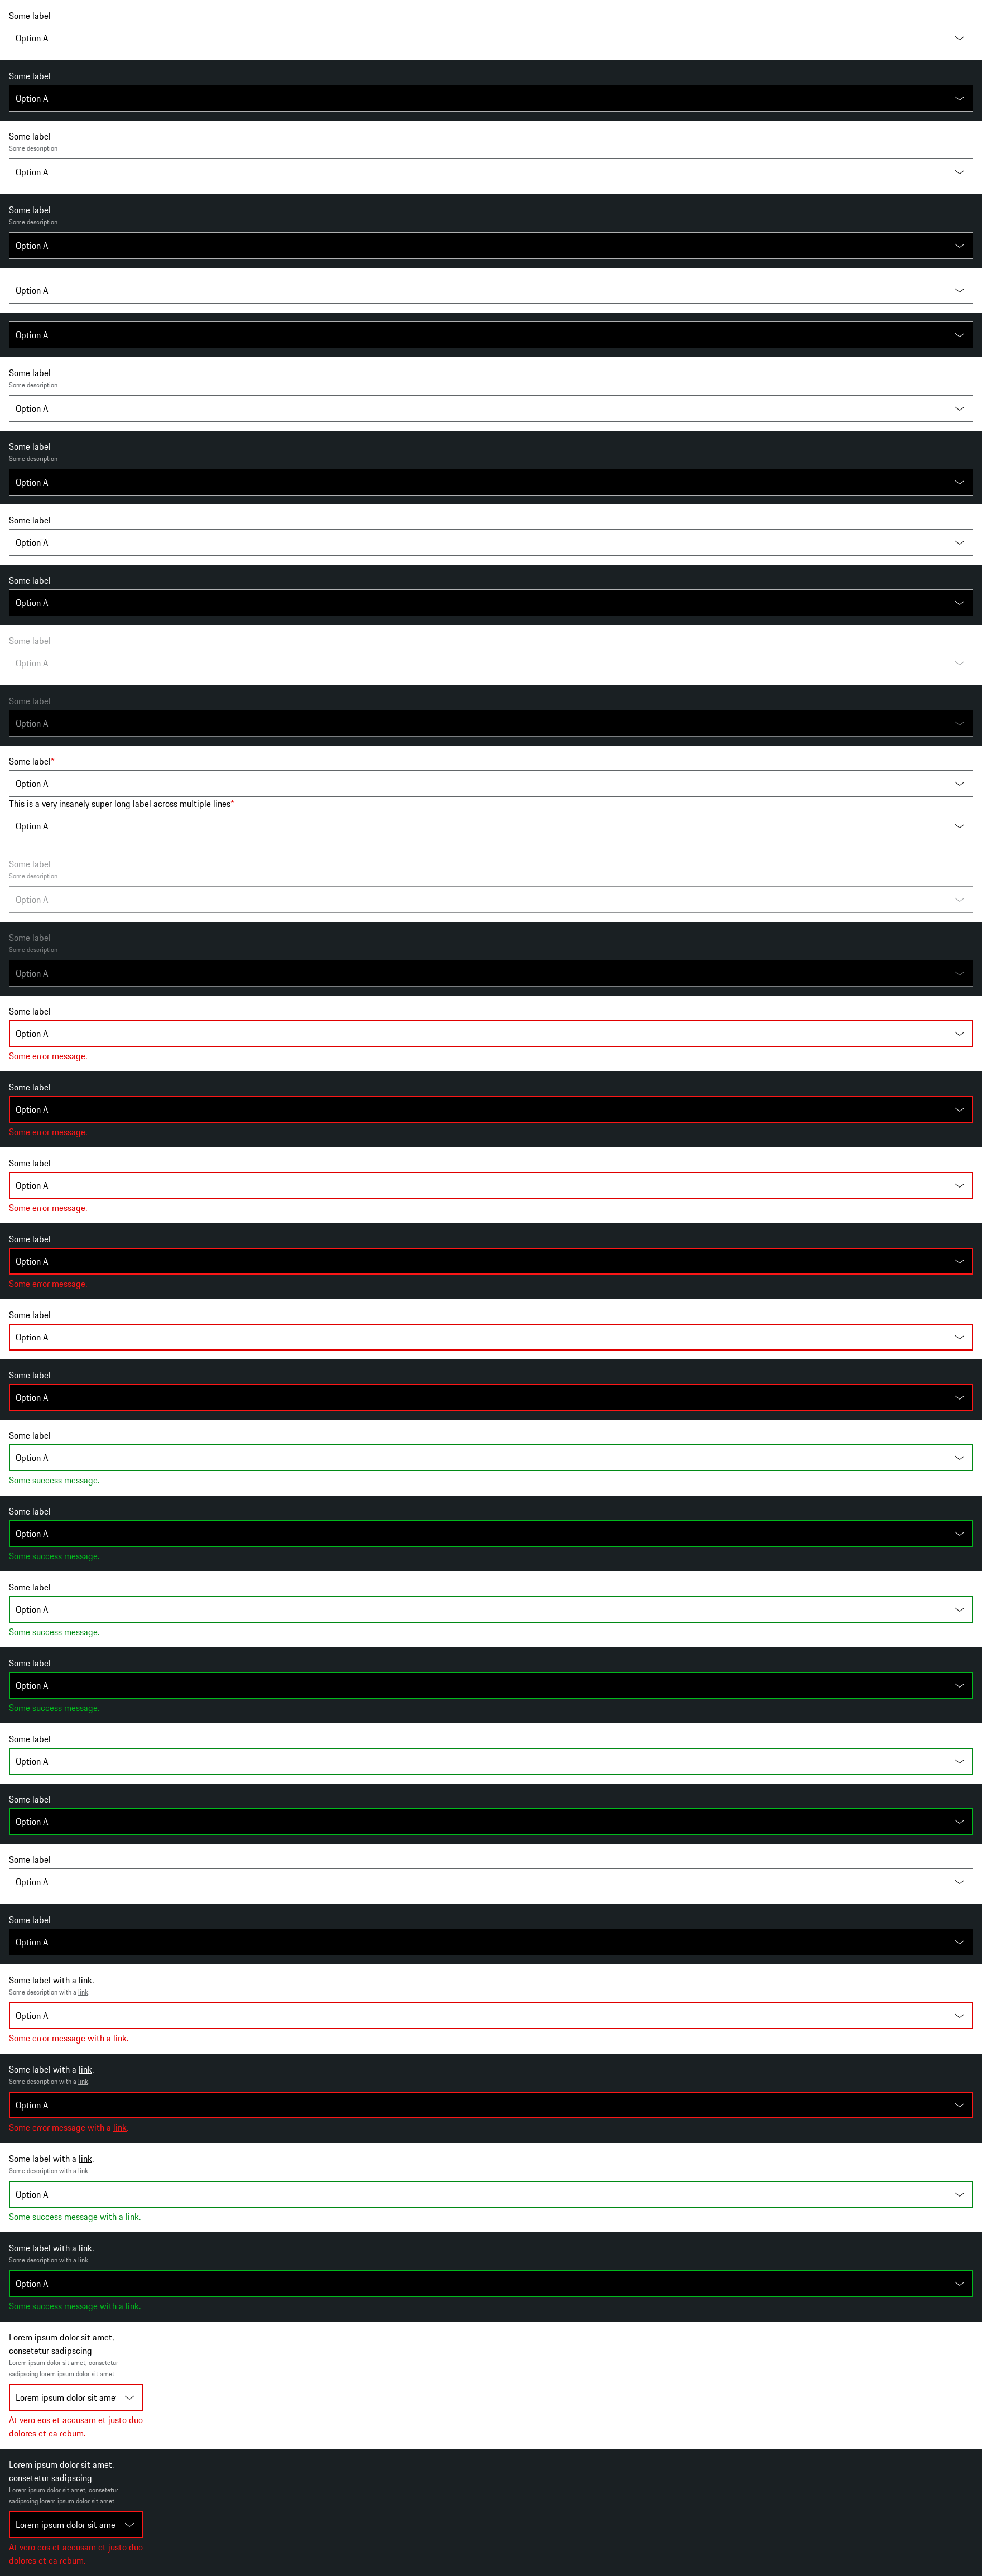 Some label
Option A
Some label
Option A
Some label
Some description
Option A
Some label
Some description
Option A
Option A
Option A
Some label
Some description
Option A
Some label
Some description
Option A
Some label
Option A
Some label
Option A
Some label
Option A
Some label
Option A
Some label*
Option A
This is a very insanely super long label across multiple lines*
Option A
Some label
Some description
Option A
Some label
Some description
Option A
Some label
Option A
Some error message.
Some label
Option A
Some error message.
Some label
Option A
Some error message.
Some label
Option A
Some error message.
Some label
Option A
Some label
Option A
Some label
Option A
Some success message.
Some label
Option A
Some success message.
Some label
Option A
Some success message.
Some label
Option A
Some success message.
Some label
Option A
Some label
Option A
Some label
Option A
Some label
Option A
Some label with a link.
Some description with a link.
Option A
Some error message with a link.
Some label with a link.
Some description with a link.
Option A
Some error message with a link.
Some label with a link.
Some description with a link.
Option A
Some success message with a link.
Some label with a link.
Some description with a link.
Option A
Some success message with a link.
Lorem ipsum dolor sit amet,
consetetur sadipscing
Lorem ipsum dolor sit amet, consetetur
sadipscing lorem ipsum dolor sit amet
Lorem ipsum dolor sit ame
At vero eos et accusam et justo duo
dolores et ea rebum.
Lorem ipsum dolor sit amet,
consetetur sadipscing
Lorem ipsum dolor sit amet, consetetur
sadipscing lorem ipsum dolor sit amet
Lorem ipsum dolor sit ame
At vero eos et accusam et justo duo
dolores et ea rebum.